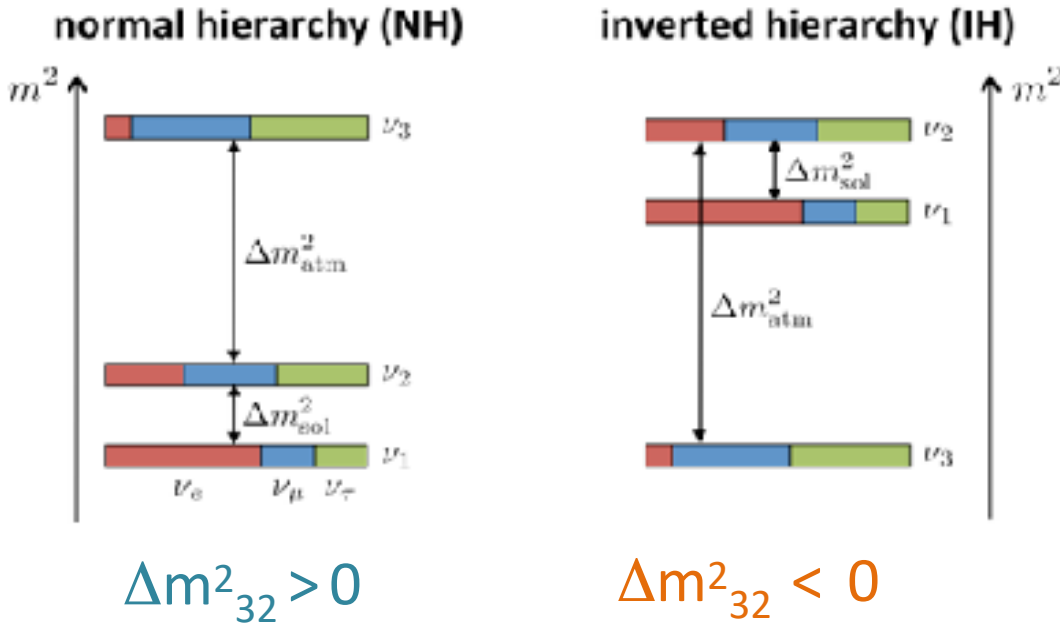 normal hierarchy (NH)
inverted hierarchy (IH)
m²
ν₃
Δm²atm
ν₂
Δm²sol
ν₁
νe νμ ντ
Δm²₃₂ > 0
m²
ν₂
Δm²sol
ν₁
Δm²atm
ν₃
Δm²₃₂ < 0